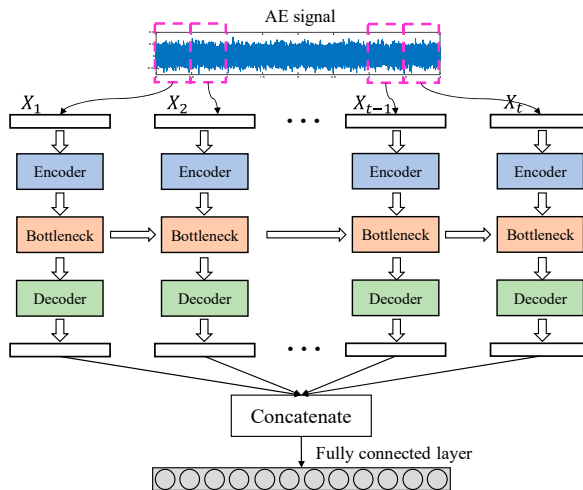 AE signal
X1 X2 ... Xt−1 Xt
Encoder Encoder Encoder Encoder
Bottleneck Bottleneck Bottleneck Bottleneck
Decoder Decoder Decoder Decoder
...
Concatenate
Fully connected layer